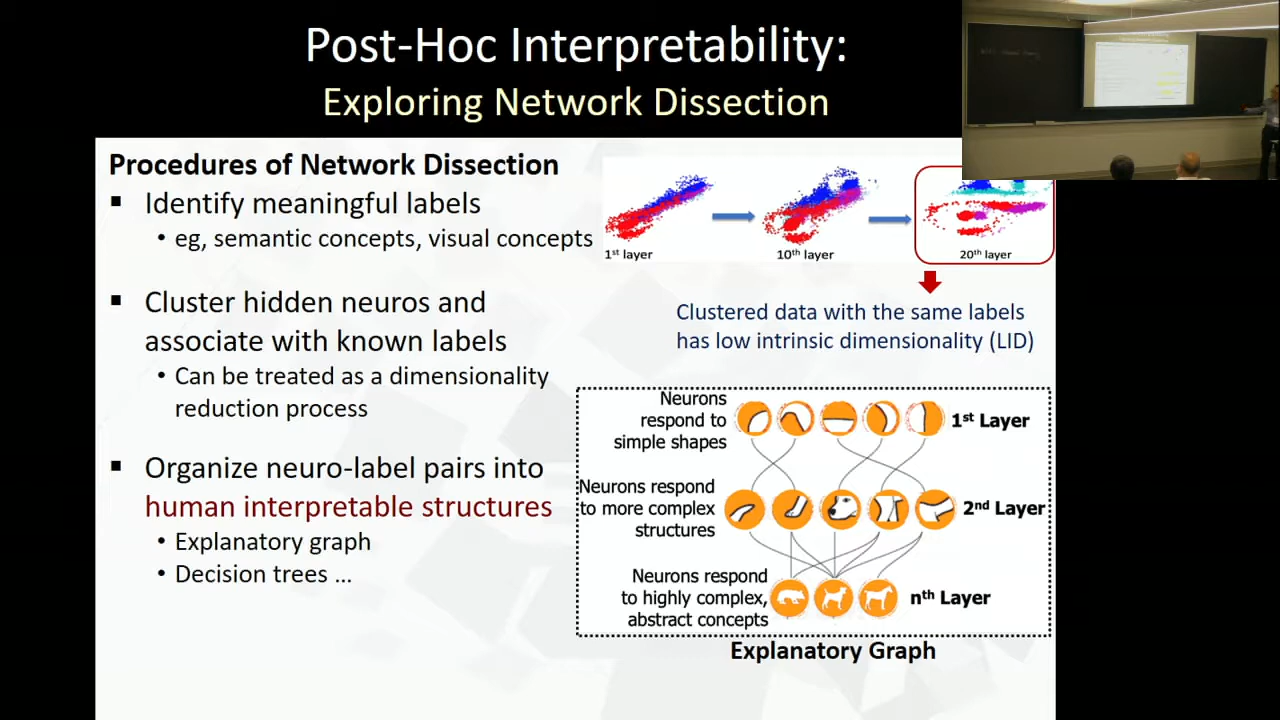 Post-Hoc Interpretability:
Exploring Network Dissection
Procedures of Network Dissection
▪ Identify meaningful labels
• eg, semantic concepts, visual concepts
▪ Cluster hidden neuros and
associate with known labels
• Can be treated as a dimensionality
reduction process
▪ Organize neuro-label pairs into
human interpretable structures
• Explanatory graph
• Decision trees ...
1st layer
10th layer
20th layer
Clustered data with the same labels
has low intrinsic dimensionality (LID)
Neurons
respond to
simple shapes
1st Layer
Neurons respond
to more complex
structures
2nd Layer
Neurons respond
to highly complex,
abstract concepts
nth Layer
Explanatory Graph